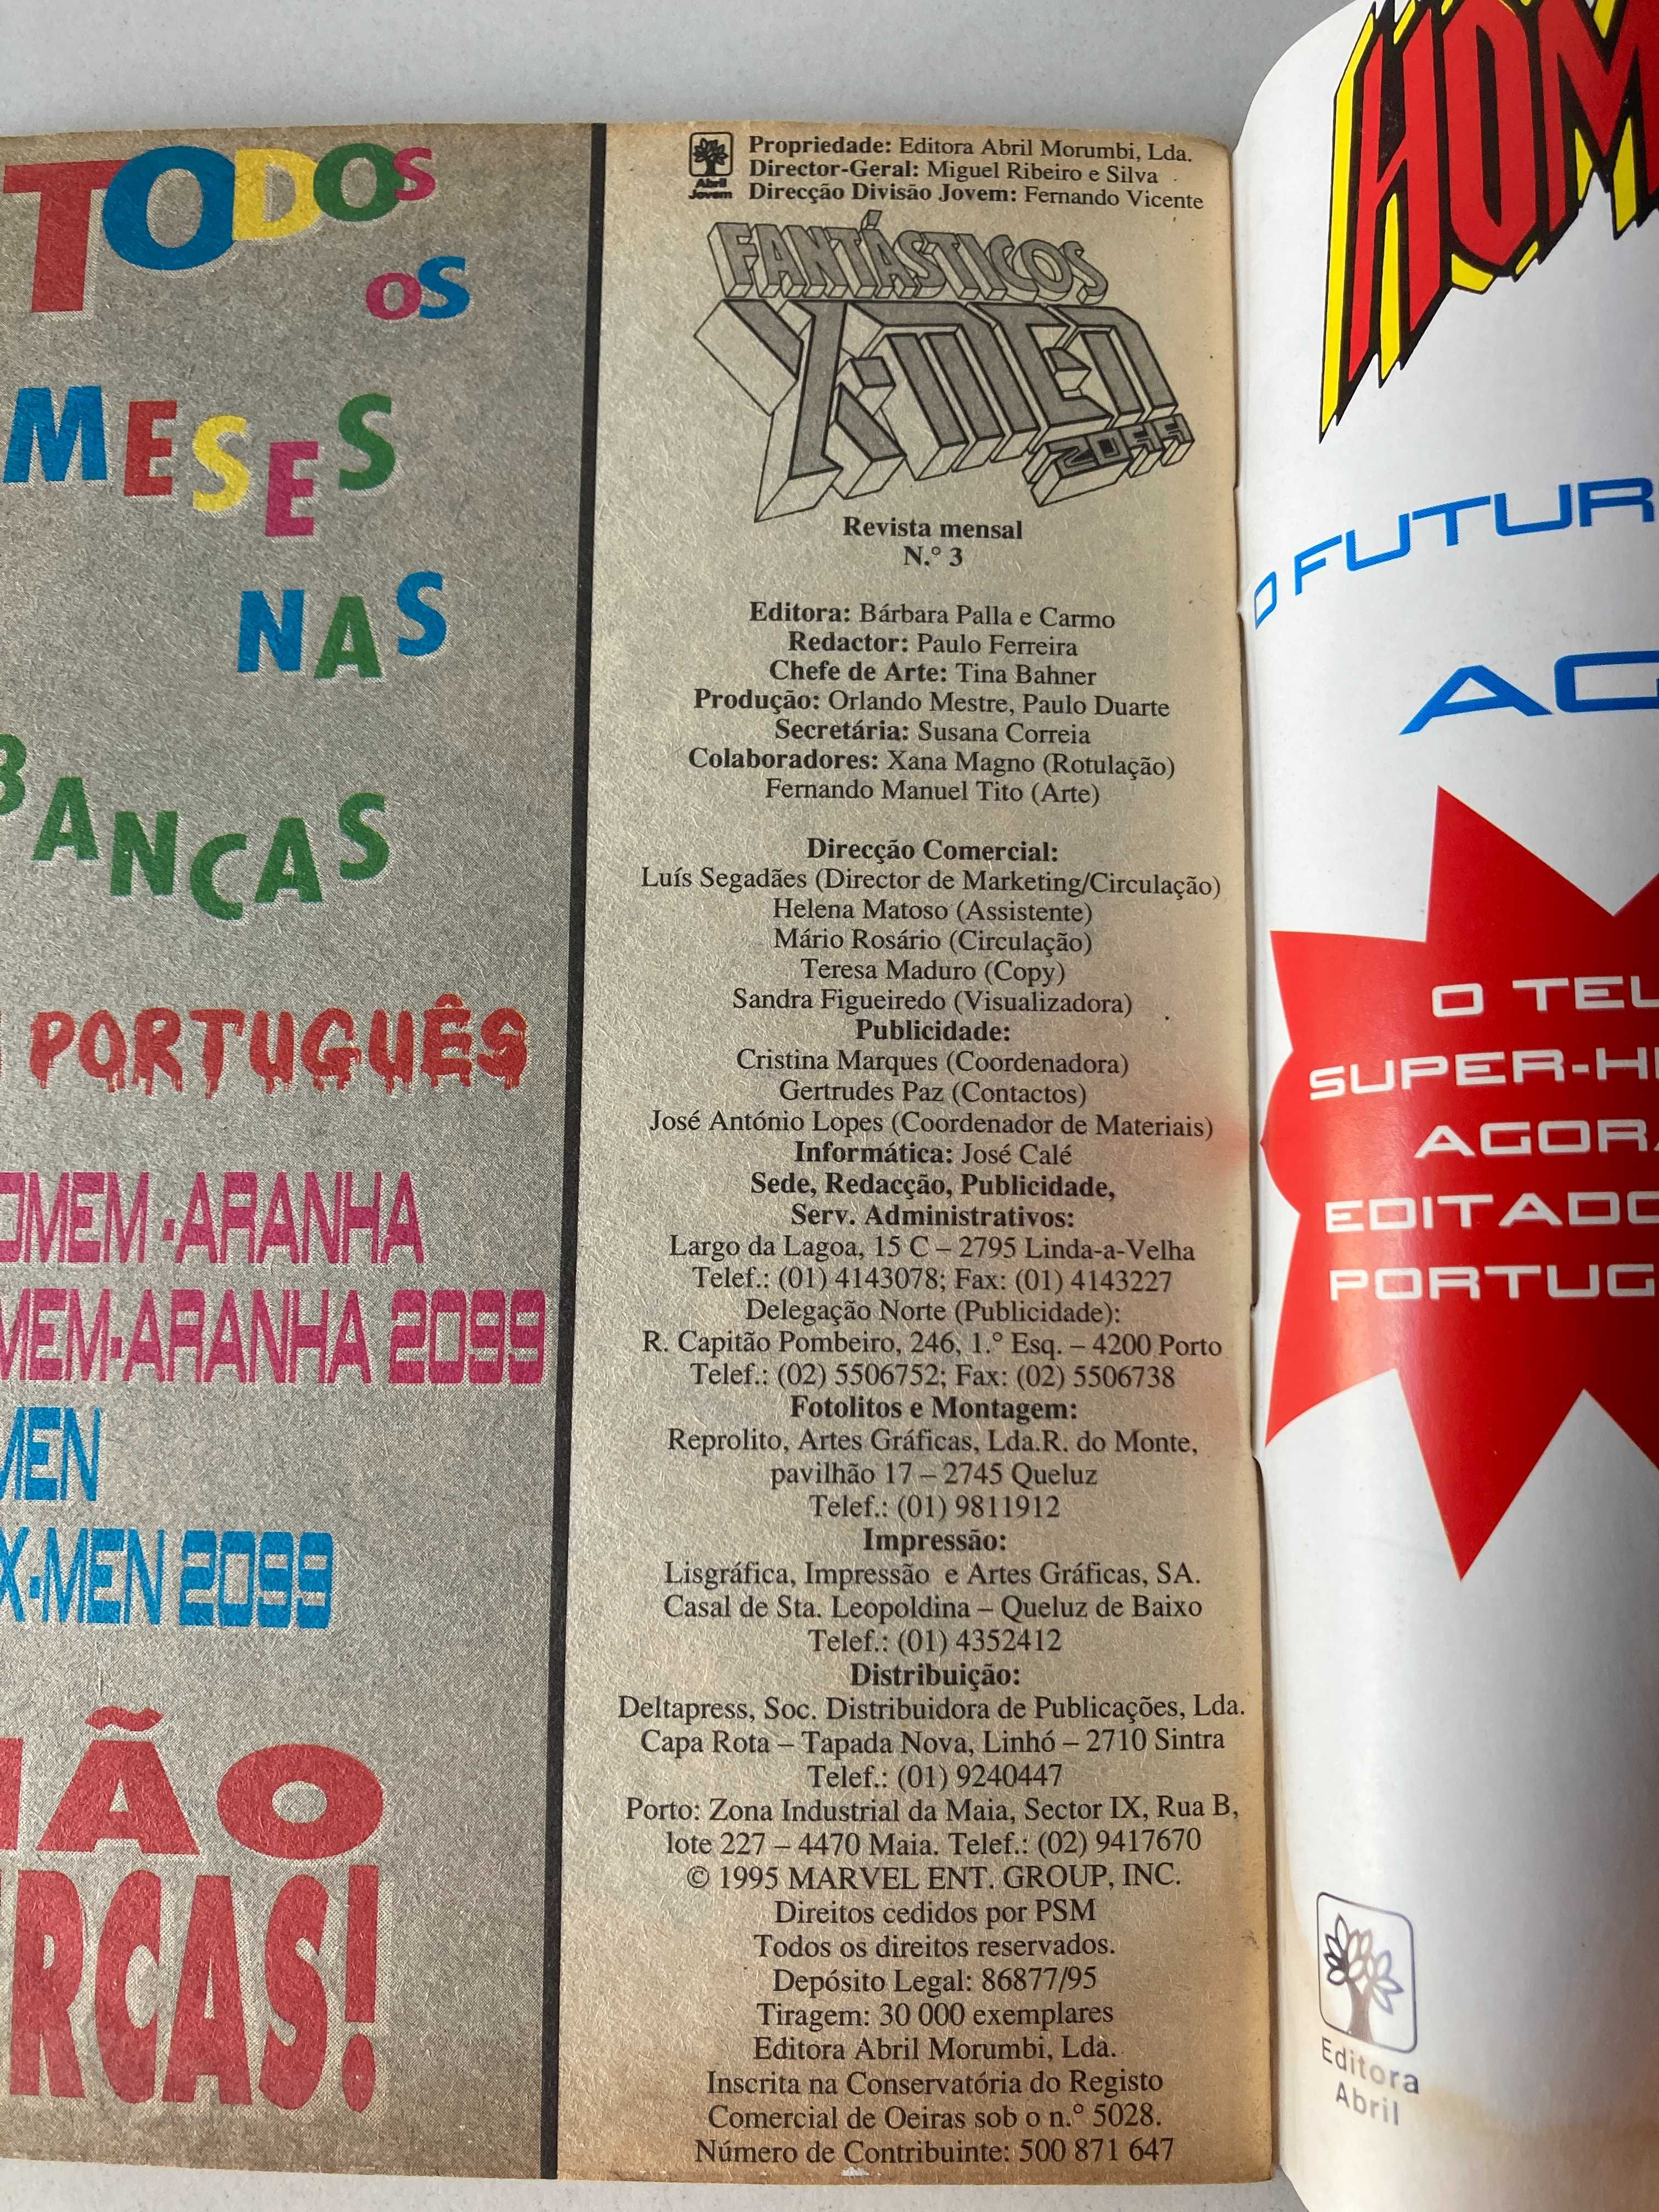 TODOS
OS
MESES
NAS
BANCAS
PORTUGUÊS
OMEM-ARANHA
MEM-ARANHA 2099
MEN
X-MEN 2099
ÃO
RCAS!
Abril
Jovem
Propriedade: Editora Abril Morumbi, Lda.
Director-Geral: Miguel Ribeiro e Silva
Direcção Divisão Jovem: Fernando Vicente
FANTÁSTICOS
X-MEN
2099
Revista mensal
N.º 3
Editora: Bárbara Palla e Carmo
Redactor: Paulo Ferreira
Chefe de Arte: Tina Bahner
Produção: Orlando Mestre, Paulo Duarte
Secretária: Susana Correia
Colaboradores: Xana Magno (Rotulação)
Fernando Manuel Tito (Arte)
Direcção Comercial:
Luís Segadães (Director de Marketing/Circulação)
Helena Matoso (Assistente)
Mário Rosário (Circulação)
Teresa Maduro (Copy)
Sandra Figueiredo (Visualizadora)
Publicidade:
Cristina Marques (Coordenadora)
Gertrudes Paz (Contactos)
José António Lopes (Coordenador de Materiais)
Informática: José Calé
Sede, Redacção, Publicidade,
Serv. Administrativos:
Largo da Lagoa, 15 C – 2795 Linda-a-Velha
Telef.: (01) 4143078; Fax: (01) 4143227
Delegação Norte (Publicidade):
R. Capitão Pombeiro, 246, 1.º Esq. – 4200 Porto
Telef.: (02) 5506752; Fax: (02) 5506738
Fotolitos e Montagem:
Reprolito, Artes Gráficas, Lda.R. do Monte,
pavilhão 17 – 2745 Queluz
Telef.: (01) 9811912
Impressão:
Lisgráfica, Impressão e Artes Gráficas, SA.
Casal de Sta. Leopoldina – Queluz de Baixo
Telef.: (01) 4352412
Distribuição:
Deltapress, Soc. Distribuidora de Publicações, Lda.
Capa Rota – Tapada Nova, Linhó – 2710 Sintra
Telef.: (01) 9240447
Porto: Zona Industrial da Maia, Sector IX, Rua B,
lote 227 – 4470 Maia. Telef.: (02) 9417670
© 1995 MARVEL ENT. GROUP, INC.
Direitos cedidos por PSM
Todos os direitos reservados.
Depósito Legal: 86877/95
Tiragem: 30 000 exemplares
Editora Abril Morumbi, Lda.
Inscrita na Conservatória do Registo
Comercial de Oeiras sob o n.º 5028.
Número de Contribuinte: 500 871 647
HOM
O FUTUR
AG
O TEU
SUPER-HE
AGORA
EDITADO
PORTUG
Editora
Abril